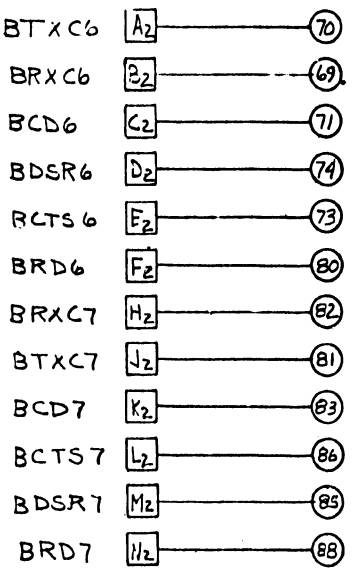 BTXC6 A2 70
BRXC6 B2 69.
BCD6 C2 71
BDSR6 D2 74
BCTS6 E2 73
BRD6 F2 80
BRXC7 H2 82
BTXC7 J2 81
BCD7 K2 83
BCTS7 L2 86
BDSR7 M2 85
BRD7 N2 88